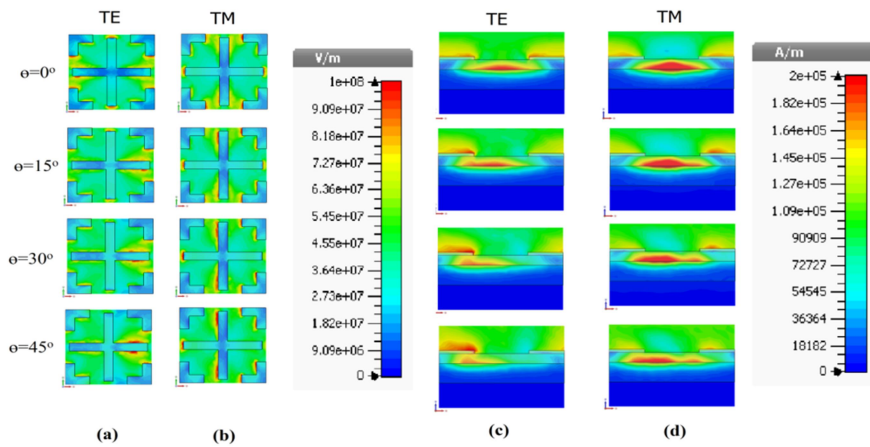 TE TM TE TM
V/m A/m
ɵ=0°
ɵ=15°
ɵ=30°
ɵ=45°
1e+08
9.09e+07
8.18e+07
7.27e+07
6.36e+07
5.45e+07
4.55e+07
3.64e+07
2.73e+07
1.82e+07
9.09e+06
0
2e+05
1.82e+05
1.64e+05
1.45e+05
1.27e+05
1.09e+05
90909
72727
54545
36364
18182
0
(a) (b) (c) (d)